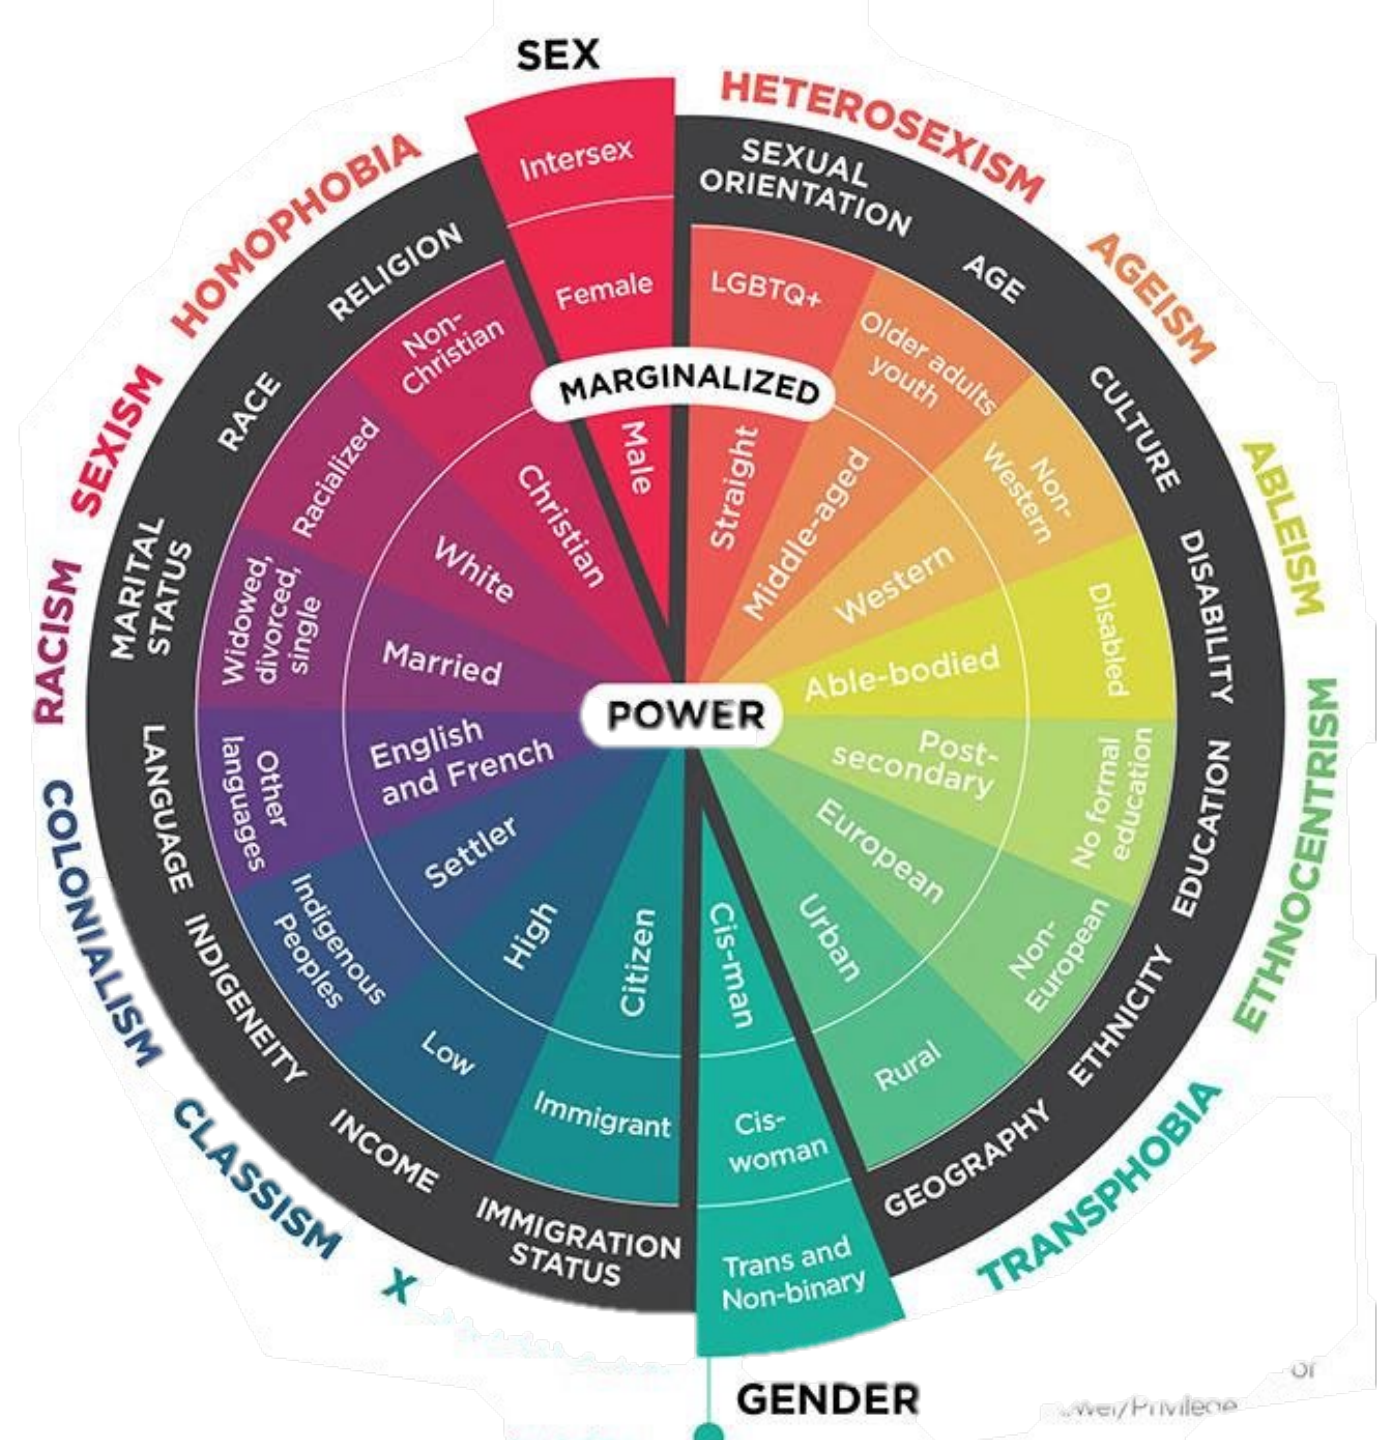 SEX
Intersex
Female
Male
MARGINALIZED
POWER
HETEROSEXISM
SEXUAL
ORIENTATION
LGBTQ+
Straight
AGEISM
AGE
Older adults
youth
Middle-aged
CULTURE
Non-
Western
Western
ABLEISM
DISABILITY
Disabled
Able-bodied
EDUCATION
No formal
education
Post-
secondary
ETHNOCENTRISM
ETHNICITY
Non-
European
European
GEOGRAPHY
Rural
Urban
TRANSPHOBIA
Cis-man
Cis-
woman
Trans and
Non-binary
GENDER
IMMIGRATION
STATUS
Immigrant
Citizen
X
CLASSISM
INCOME
Low
High
COLONIALISM
INDIGENEITY
Indigenous
Peoples
Settler
LANGUAGE
Other
languages
English
and French
RACISM
MARITAL
STATUS
Widowed,
divorced,
single
Married
SEXISM
RACE
Racialized
White
HOMOPHOBIA
RELIGION
Non-
Christian
Christian
or